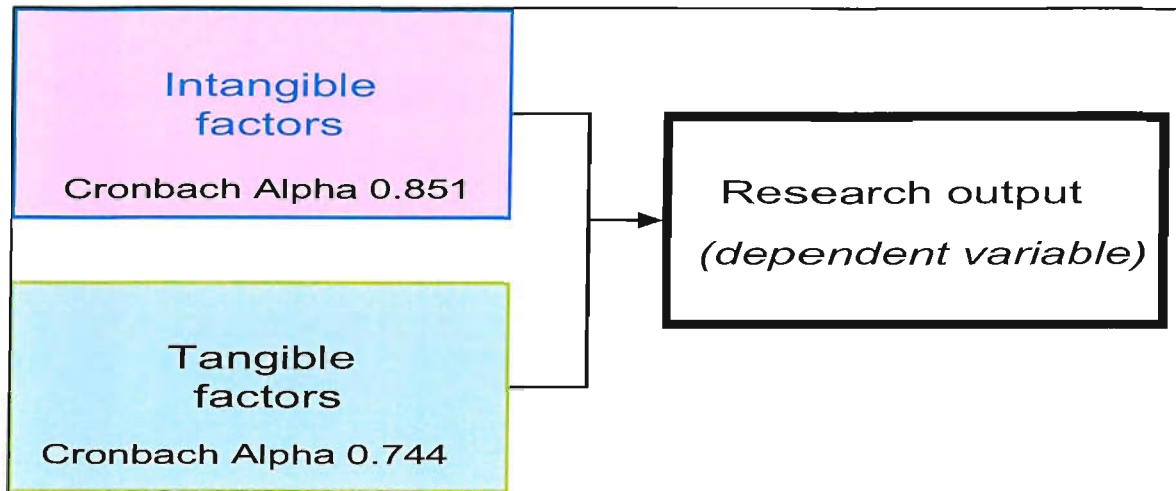 Intangible
factors
Cronbach Alpha 0.851
Research output
(dependent variable)
Tangible
factors
Cronbach Alpha 0.744